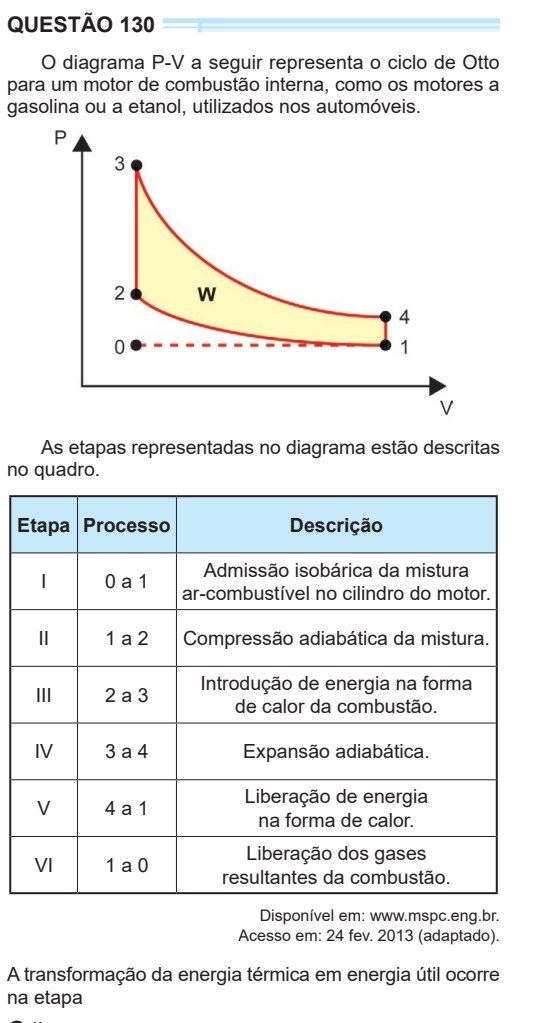 QUESTÃO 130
O diagrama P-V a seguir representa o ciclo de Otto
para um motor de combustão interna, como os motores a
gasolina ou a etanol, utilizados nos automóveis.
P
3
2
W
4
0
1
V
As etapas representadas no diagrama estão descritas
no quadro.
Etapa Processo Descrição
I 0 a 1 Admissão isobárica da mistura
ar-combustível no cilindro do motor.
II 1 a 2 Compressão adiabática da mistura.
III 2 a 3 Introdução de energia na forma
de calor da combustão.
IV 3 a 4 Expansão adiabática.
V 4 a 1 Liberação de energia
na forma de calor.
VI 1 a 0 Liberação dos gases
resultantes da combustão.
Disponível em: www.mspc.eng.br.
Acesso em: 24 fev. 2013 (adaptado).
A transformação da energia térmica em energia útil ocorre
na etapa